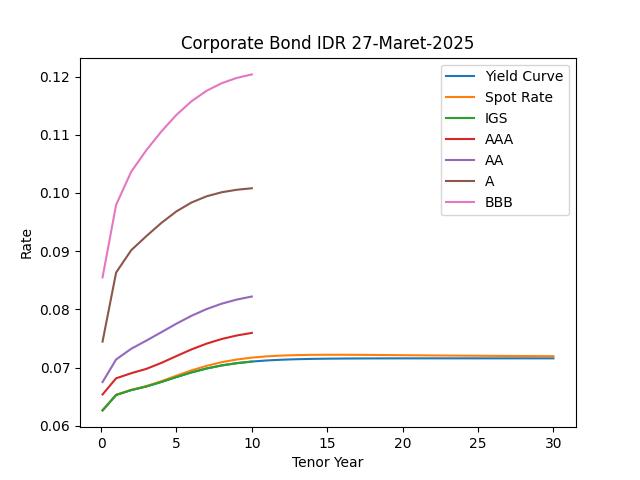 Corporate Bond IDR 27-Maret-2025
Yield Curve
Spot Rate
IGS
AAA
AA
A
BBB
0.12
0.11
0.10
0.09
0.08
0.07
0.06
Rate
0 5 10 15 20 25 30
Tenor Year